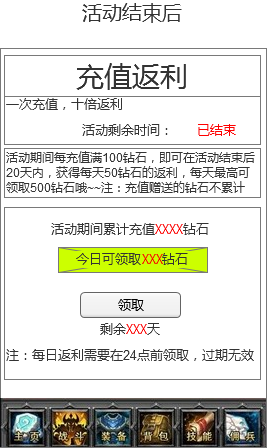 活动结束后
充值返利
一次充值，十倍返利
活动剩余时间： 已结束
活动期间每充值满100钻石，即可在活动结束后
20天内，获得每天50钻石的返利，每天最高可
领取500钻石哦~~注：充值赠送的钻石不累计
活动期间累计充值XXXX钻石
今日可领取XXX钻石
领取
剩余XXX天
注：每日返利需要在24点前领取，过期无效
主页 战斗 装备 背包 技能 佣兵